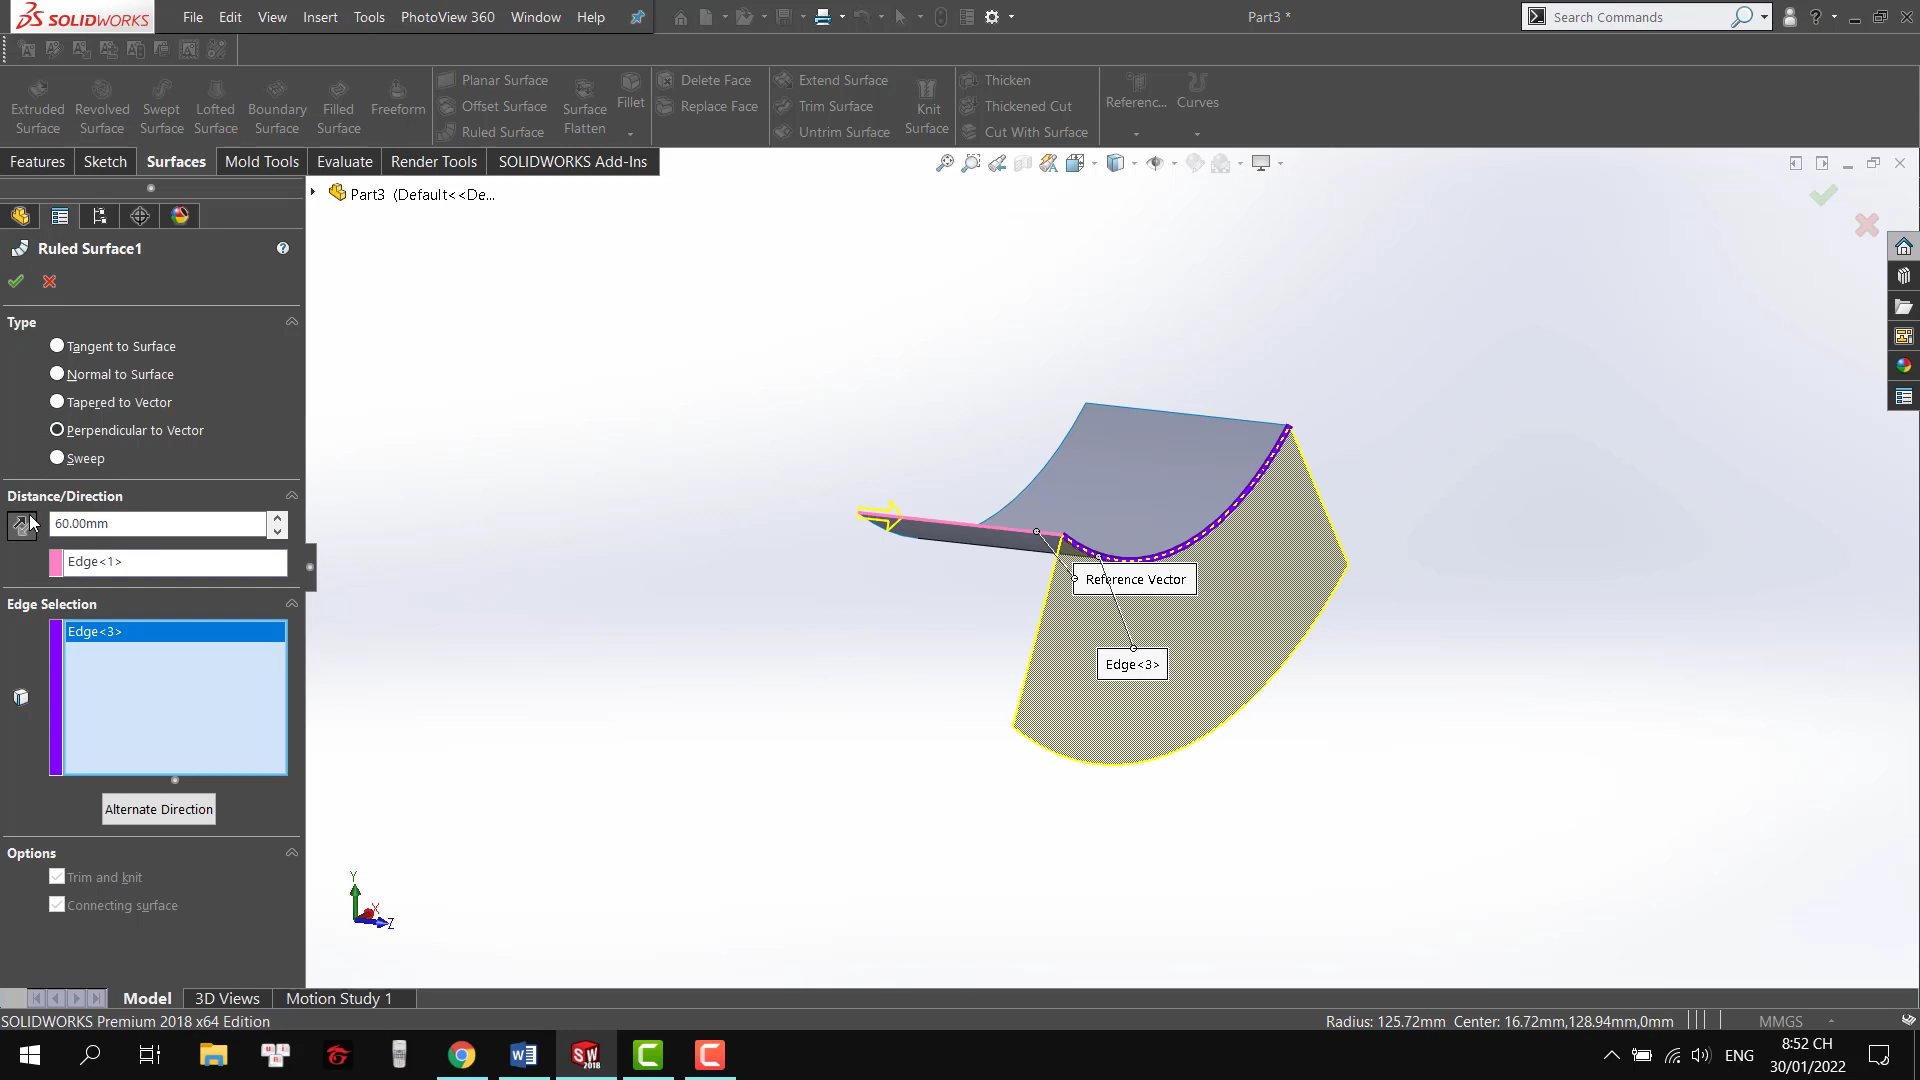 SOLIDWORKS File Edit View Insert Tools PhotoView 360 Window Help Part3 * Search Commands ?
Extruded Surface
Revolved Surface
Swept Surface
Lofted Surface
Boundary Surface
Filled Surface
Freeform
Planar Surface
Offset Surface
Ruled Surface
Surface Flatten
Fillet
Delete Face
Replace Face
Extend Surface
Trim Surface
Untrim Surface
Knit Surface
Thicken
Thickened Cut
Cut With Surface
Referenc...
Curves
Features Sketch Surfaces Mold Tools Evaluate Render Tools SOLIDWORKS Add-Ins
Part3 (Default<<De...
Ruled Surface1 ?
Type
Tangent to Surface
Normal to Surface
Tapered to Vector
Perpendicular to Vector
Sweep
Distance/Direction
60.00mm
Edge<1>
Edge Selection
Edge<3>
Alternate Direction
Options
Trim and knit
Connecting surface
Reference Vector
Edge<3>
Y
X
Z
Model 3D Views Motion Study 1
SOLIDWORKS Premium 2018 x64 Edition Radius: 125.72mm Center: 16.72mm,128.94mm,0mm MMGS
SW 2018
ENG
8:52 CH
30/01/2022